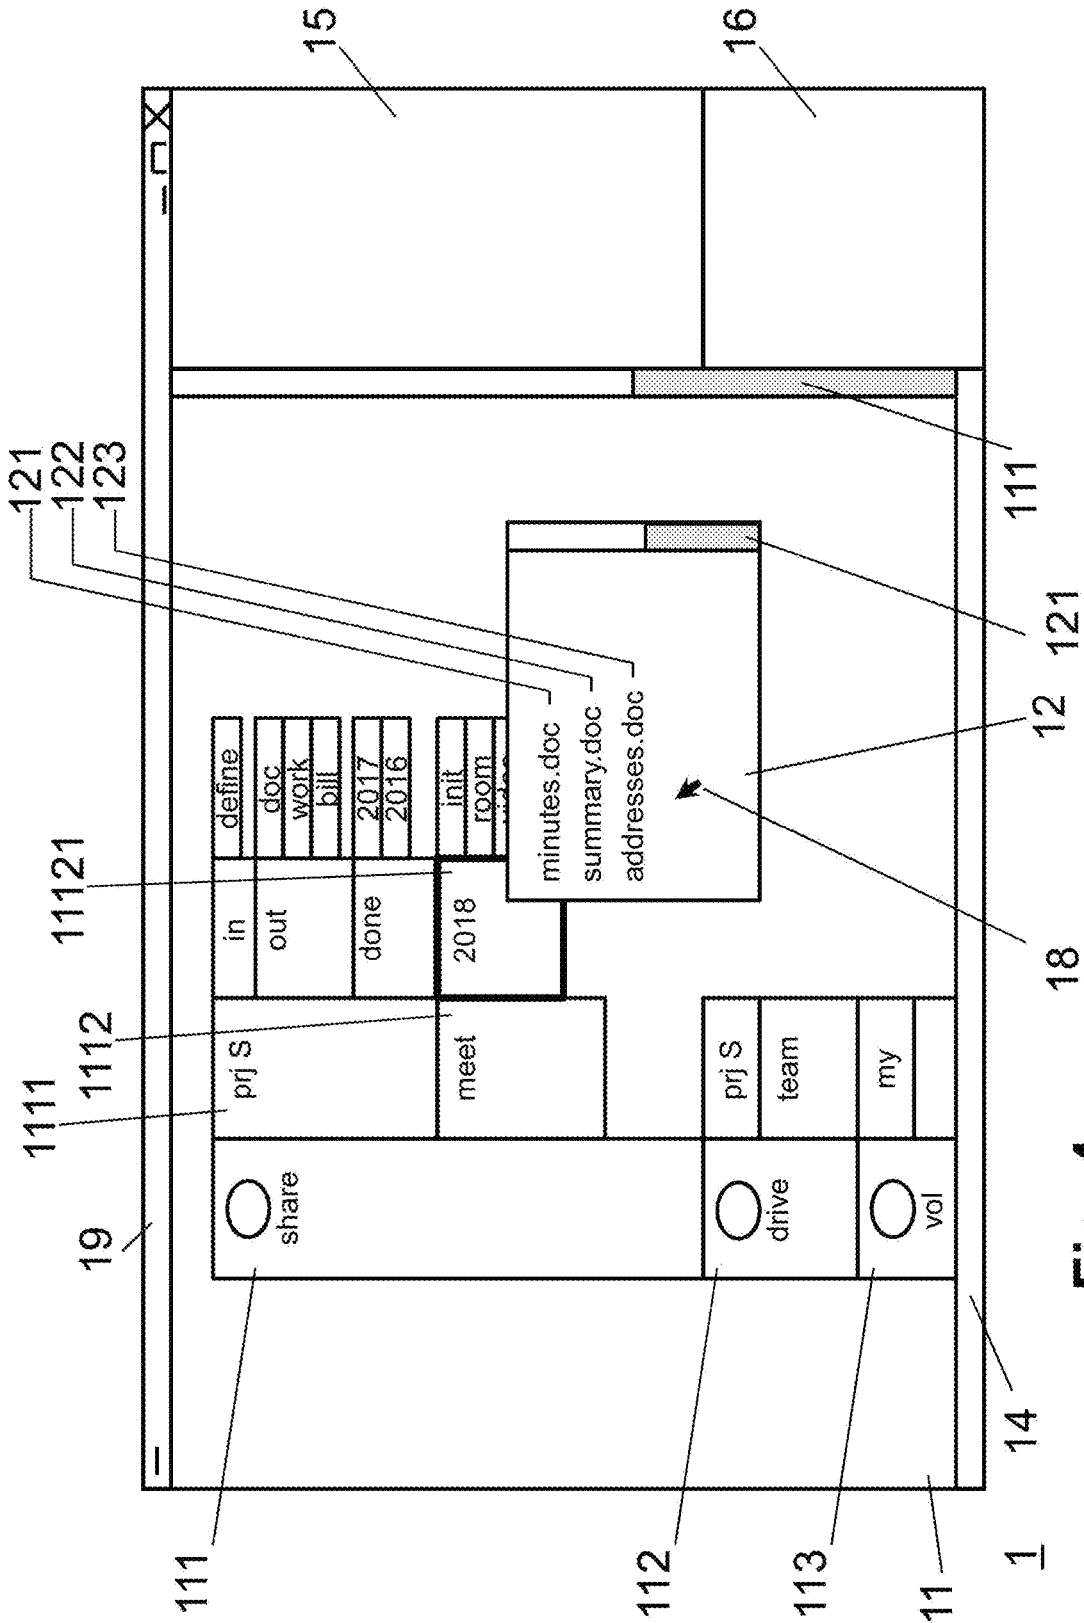 121
1111
11121
122
19
1112
123
X
111
in
define
prj S
share
out
doc
work
15
bill
done
2017
2016
meet
2018
init
room
minutes.doc
summary.doc
addresses.doc
112
prj S
16
drive
team
113
my
vol
11
1
14
18
12
121
111